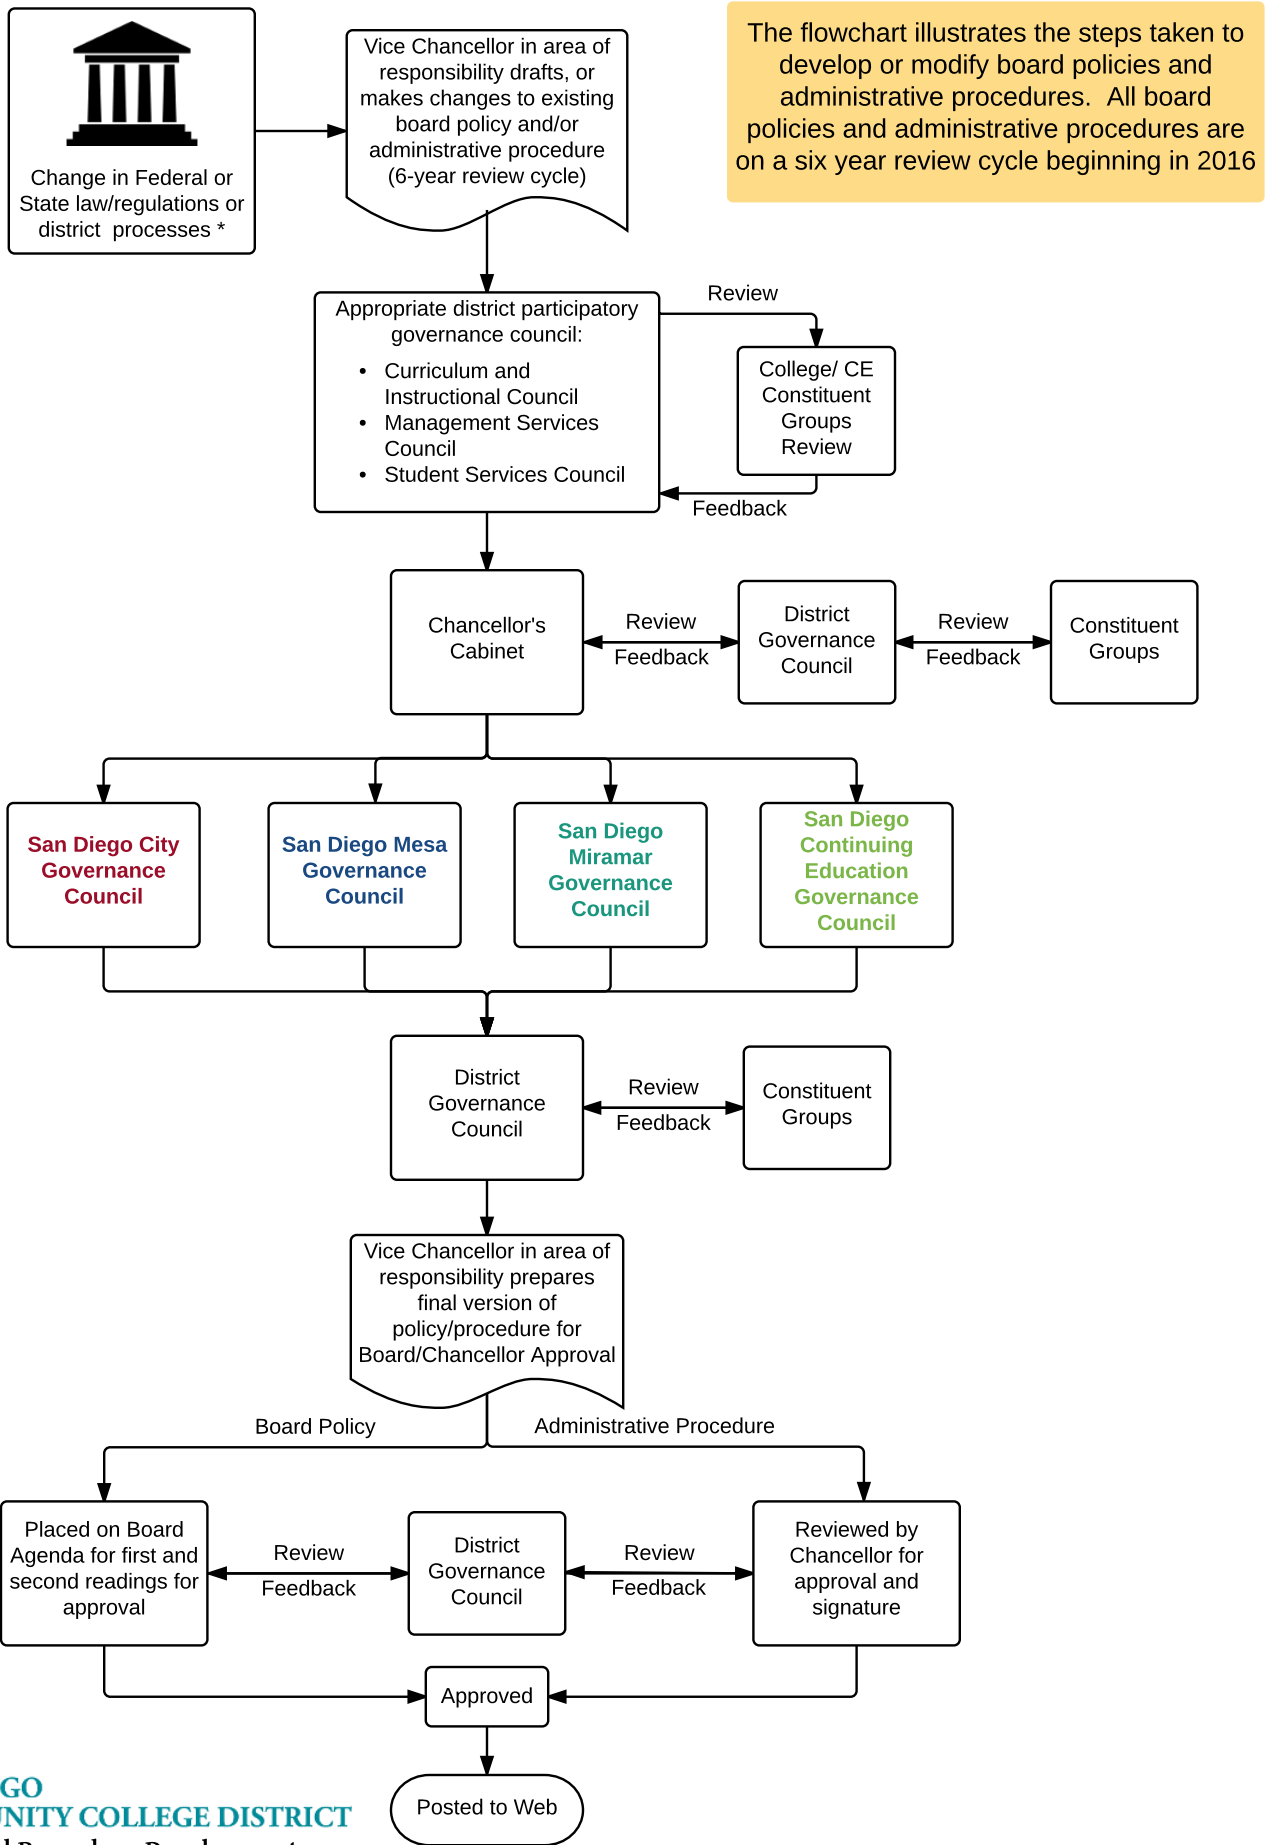 Change in Federal or
State law/regulations or
district processes *
Vice Chancellor in area of
responsibility drafts, or
makes changes to existing
board policy and/or
administrative procedure
(6-year review cycle)
The flowchart illustrates the steps taken to
develop or modify board policies and
administrative procedures. All board
policies and administrative procedures are
on a six year review cycle beginning in 2016
Appropriate district participatory
governance council:
• Curriculum and
Instructional Council
• Management Services
Council
• Student Services Council
Review
College/ CE
Constituent
Groups
Review
Feedback
Chancellor's
Cabinet
Review
Feedback
District
Governance
Council
Review
Feedback
Constituent
Groups
San Diego City
Governance
Council
San Diego Mesa
Governance
Council
San Diego
Miramar
Governance
Council
San Diego
Continuing
Education
Governance
Council
District
Governance
Council
Review
Feedback
Constituent
Groups
Vice Chancellor in area of
responsibility prepares
final version of
policy/procedure for
Board/Chancellor Approval
Board Policy
Administrative Procedure
Placed on Board
Agenda for first and
second readings for
approval
Review
Feedback
District
Governance
Council
Review
Feedback
Reviewed by
Chancellor for
approval and
signature
Approved
Posted to Web
GO
NITY COLLEGE DISTRICT